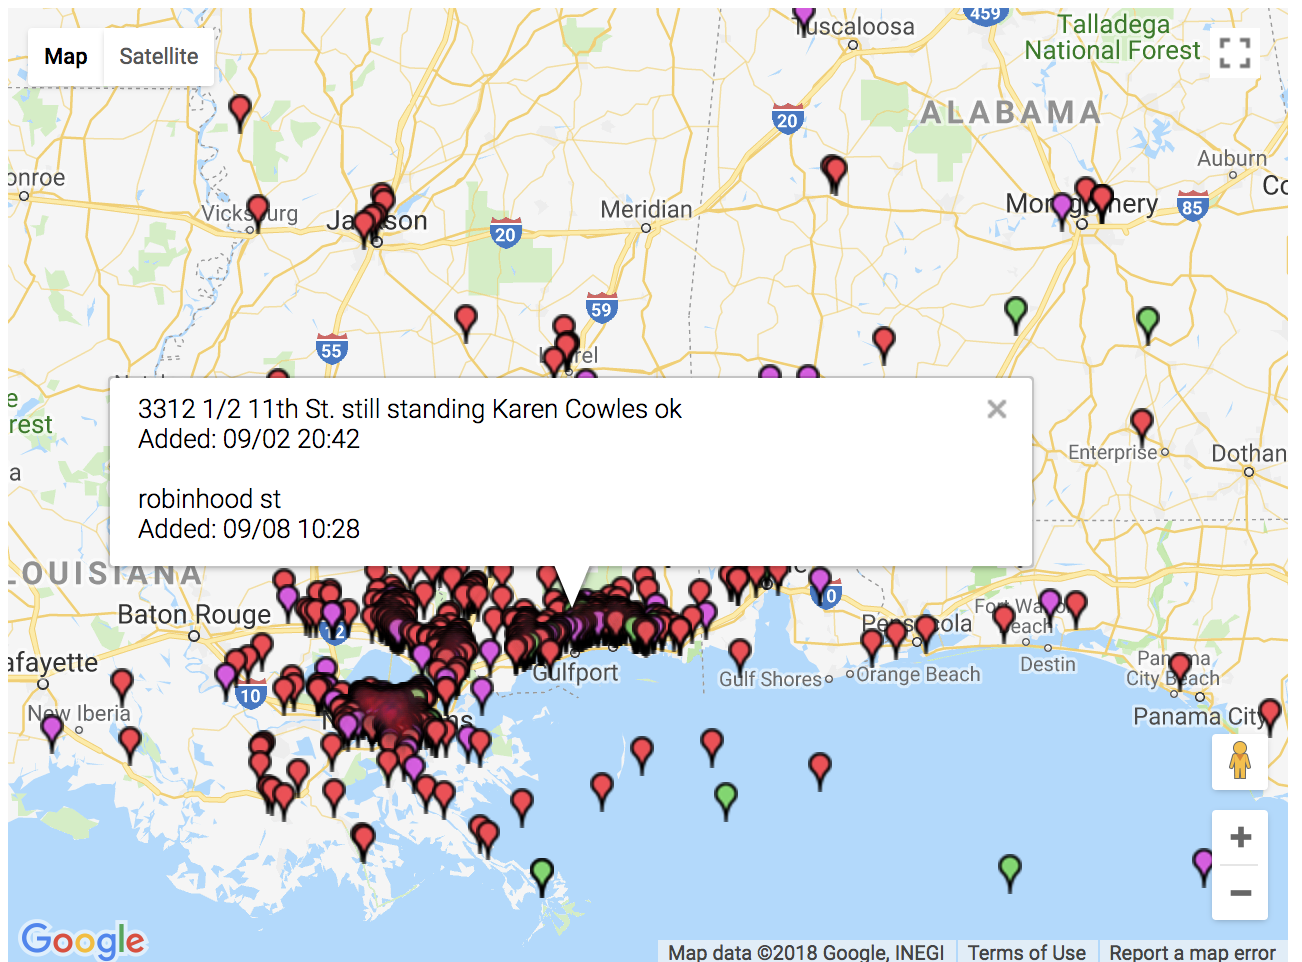 Map
Satellite
Tuscaloosa
459
Talladega
National Forest
20
ALABAMA
Auburn
onroe
Vicksburg
Jackson
20
Meridian
Montgomery
85
59
55
Laurel
rest
3312 1/2 11th St. still standing Karen Cowles ok
Added: 09/02 20:42
robinhood st
Added: 09/08 10:28
Enterprise
Dothan
LOUISIANA
Baton Rouge
12
Pensacola
Fort Walton
Beach
Destin
afayette
10
New Iberia
Gulfport
Gulf Shores
Orange Beach
Panama
City Beach
Panama City
Google
Map data ©2018 Google, INEGI
Terms of Use
Report a map error